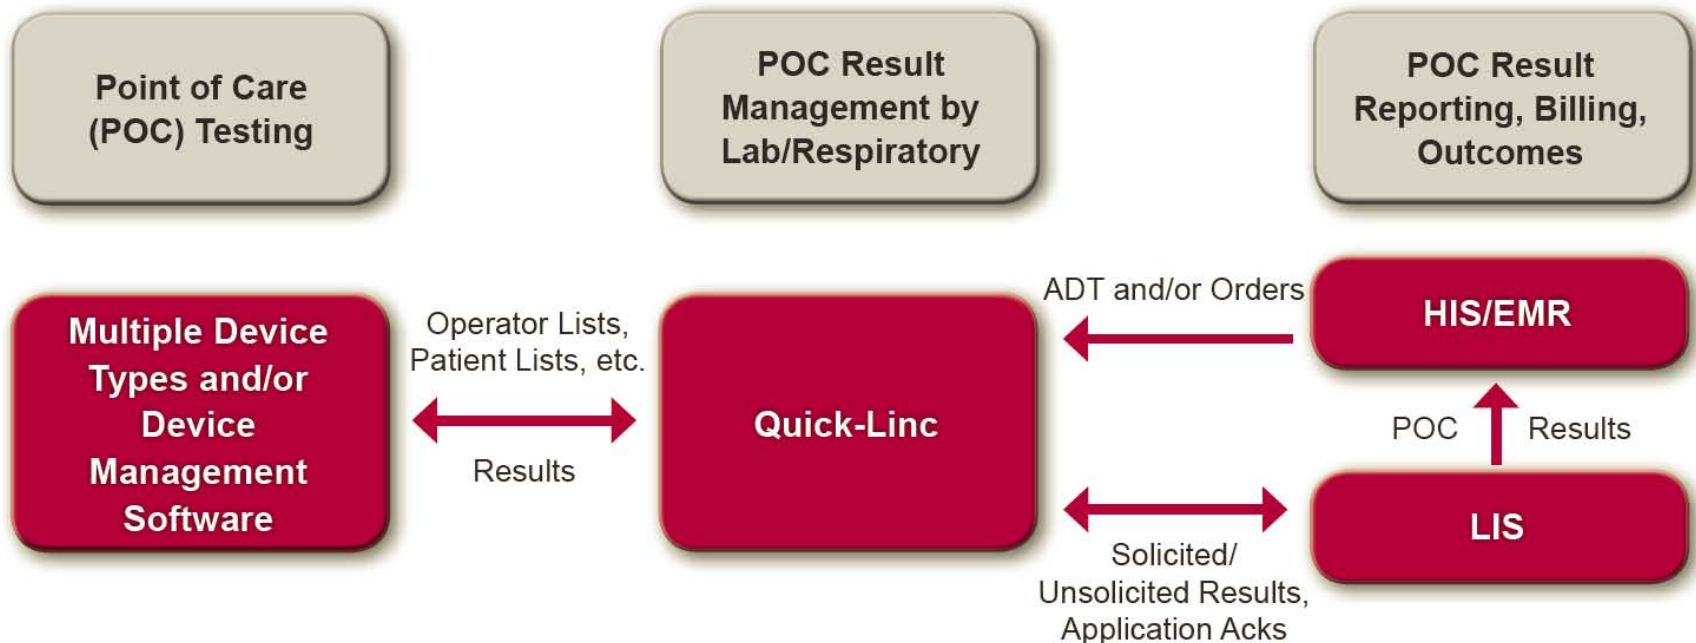 Point of Care
(POC) Testing
POC Result
Management by
Lab/Respiratory
POC Result
Reporting, Billing,
Outcomes
Multiple Device
Types and/or
Device
Management
Software
Operator Lists,
Patient Lists, etc.
Results
Quick-Linc
ADT and/or Orders
HIS/EMR
POC Results
LIS
Solicited/
Unsolicited Results,
Application Acks